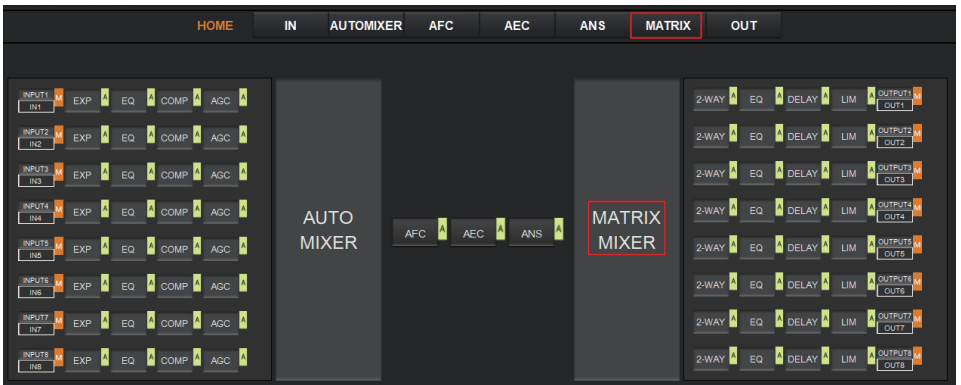 HOME IN AUTOMIXER AFC AEC ANS MATRIX OUT
INPUT1 M EXP A EQ A COMP A AGC A
IN1
INPUT2 M EXP A EQ A COMP A AGC A
IN2
INPUT3 M EXP A EQ A COMP A AGC A
IN3
INPUT4 M EXP A EQ A COMP A AGC A
IN4
INPUT5 M EXP A EQ A COMP A AGC A
IN5
INPUT6 M EXP A EQ A COMP A AGC A
IN6
INPUT7 M EXP A EQ A COMP A AGC A
IN7
INPUT8 M EXP A EQ A COMP A AGC A
IN8
AUTO
MIXER
AFC A AEC A ANS A
MATRIX
MIXER
2-WAY A EQ A DELAY A LIM A OUTPUT1 M
OUT1
2-WAY A EQ A DELAY A LIM A OUTPUT2 M
OUT2
2-WAY A EQ A DELAY A LIM A OUTPUT3 M
OUT3
2-WAY A EQ A DELAY A LIM A OUTPUT4 M
OUT4
2-WAY A EQ A DELAY A LIM A OUTPUT5 M
OUT5
2-WAY A EQ A DELAY A LIM A OUTPUT6 M
OUT6
2-WAY A EQ A DELAY A LIM A OUTPUT7 M
OUT7
2-WAY A EQ A DELAY A LIM A OUTPUT8 M
OUT8